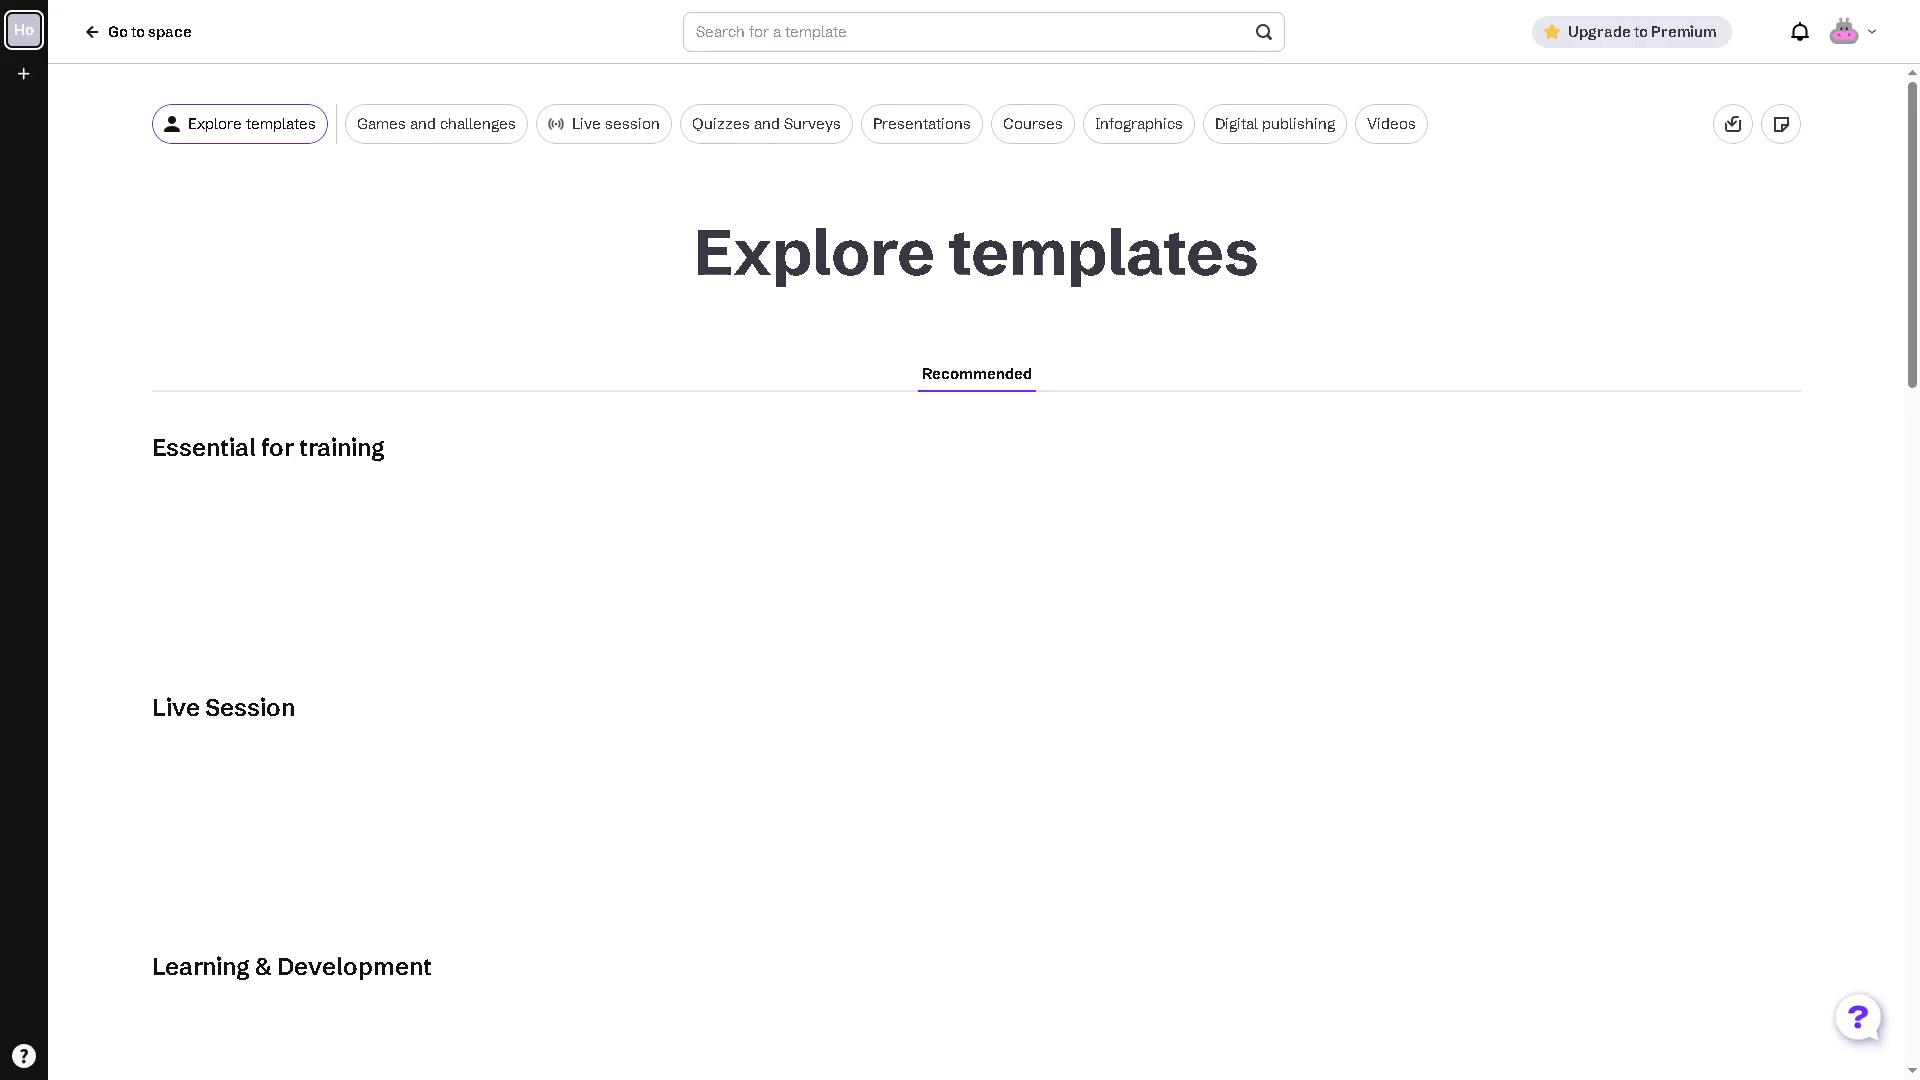 Ho
Go to space
Search for a template
Upgrade to Premium
+
Explore templates
Games and challenges
Live session
Quizzes and Surveys
Presentations
Courses
Infographics
Digital publishing
Videos
Explore templates
Recommended
Essential for training
Live Session
Learning & Development
?
?